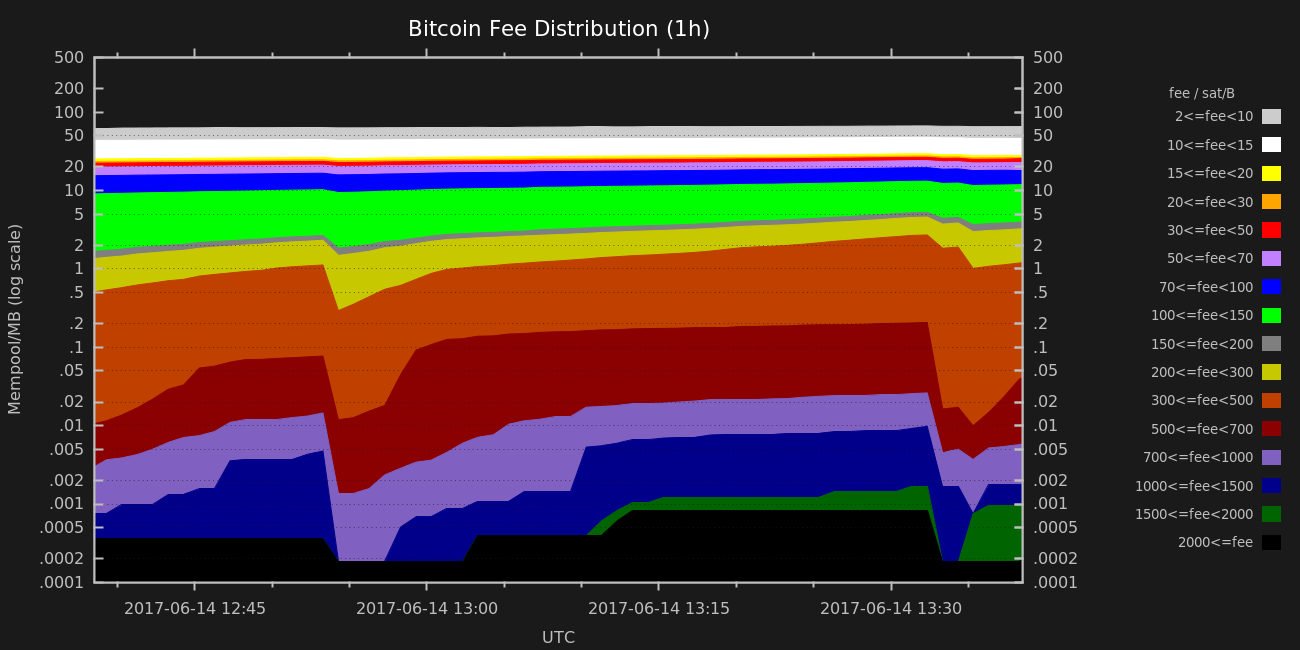 Bitcoin Fee Distribution (1h)
Mempool/MB (log scale)
500
200
100
50
20
10
5
2
1
.5
.2
.1
.05
.02
.01
.005
.002
.001
.0005
.0002
.0001
500
200
100
50
20
10
5
2
1
.5
.2
.1
.05
.02
.01
.005
.002
.001
.0005
.0002
.0001
2017-06-14 12:45 2017-06-14 13:00 2017-06-14 13:15 2017-06-14 13:30
UTC
fee / sat/B
2<=fee<10
10<=fee<15
15<=fee<20
20<=fee<30
30<=fee<50
50<=fee<70
70<=fee<100
100<=fee<150
150<=fee<200
200<=fee<300
300<=fee<500
500<=fee<700
700<=fee<1000
1000<=fee<1500
1500<=fee<2000
2000<=fee